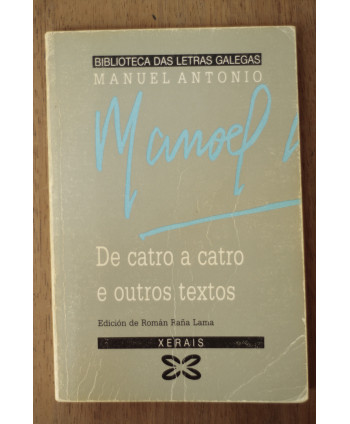 BIBLIOTECA DAS LETRAS GALEGAS
MANUEL ANTONIO
Manoel
De catro a catro
e outros textos
Edición de Román Raña Lama
XERAIS